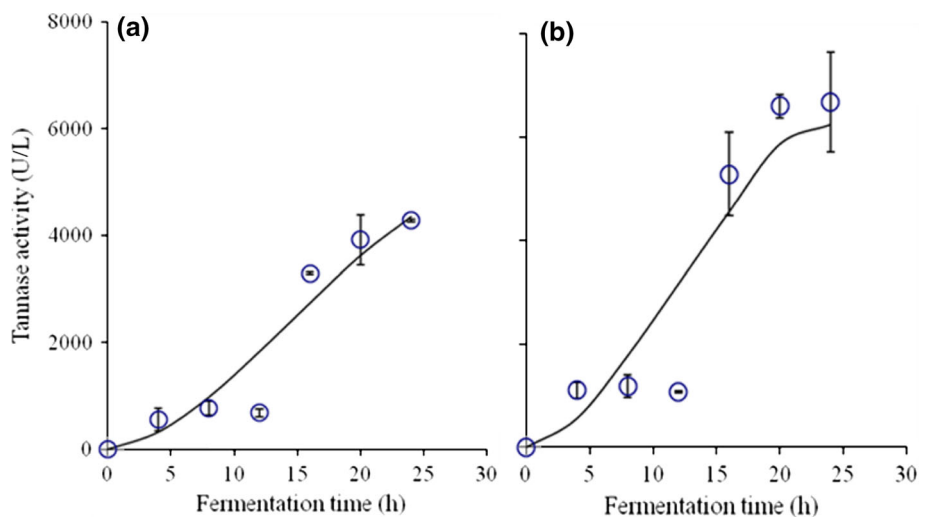 (a)
(b)
8000
6000
4000
2000
0
Tannase activity (U/L)
0 5 10 15 20 25 30
Fermentation time (h)
0 5 10 15 20 25 30
Fermentation time (h)